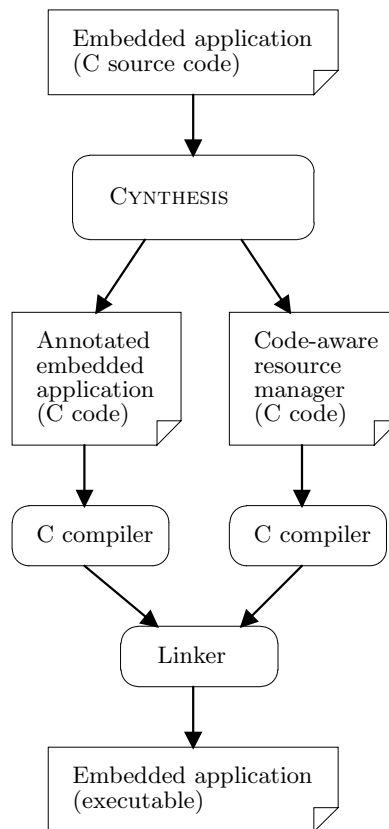 Embedded application
(C source code)
CYNTHESIS
Annotated
embedded
application
(C code)
Code-aware
resource
manager
(C code)
C compiler
C compiler
Linker
Embedded application
(executable)